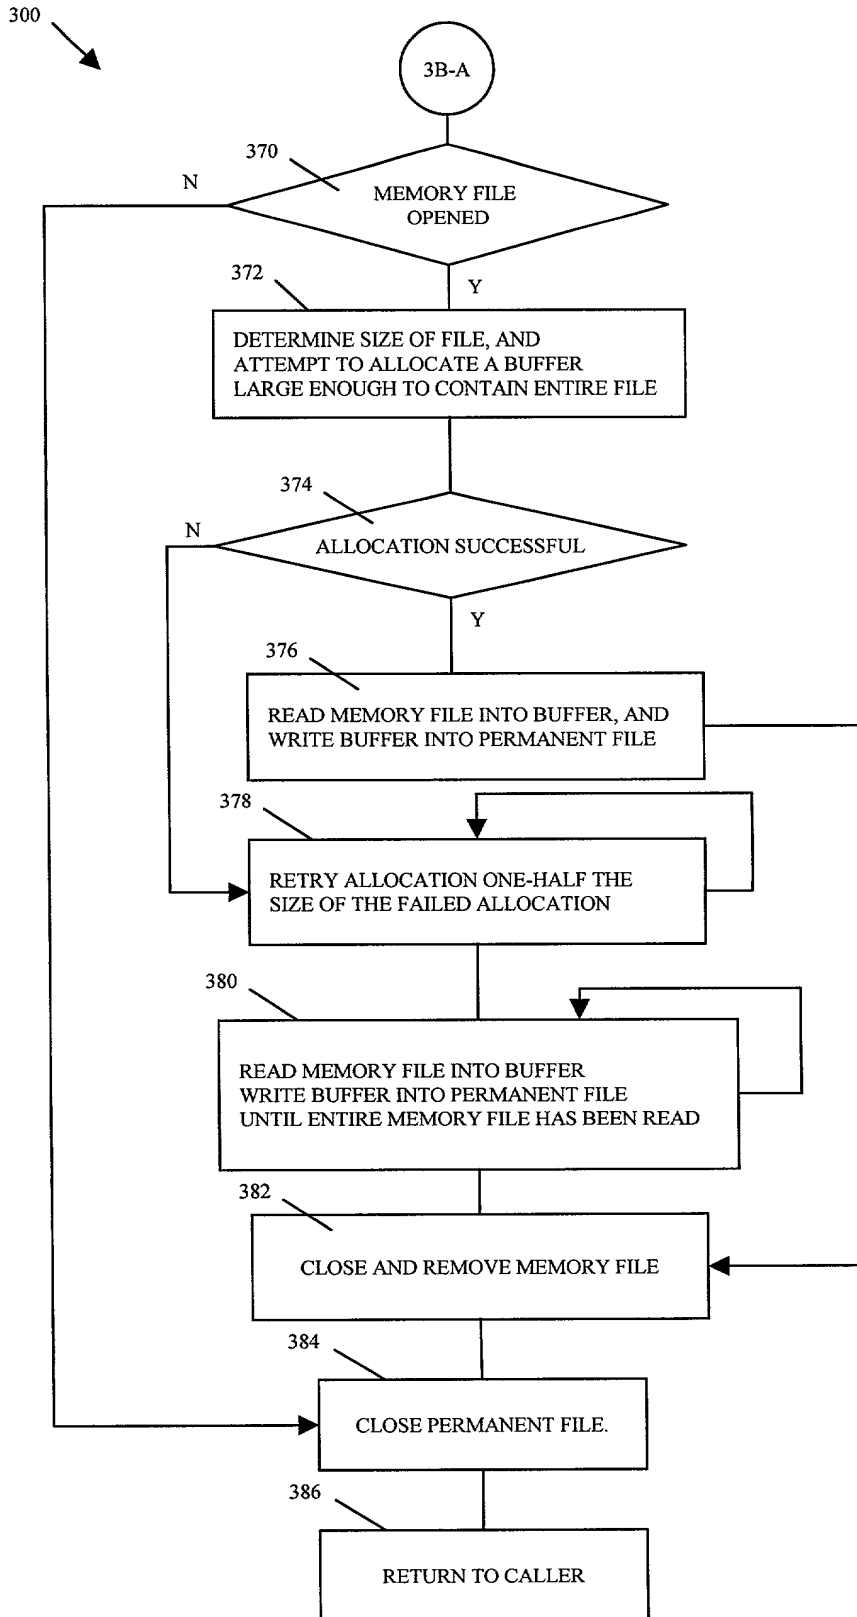 300
3B-A
370
N
MEMORY FILE
OPENED
372
Y
DETERMINE SIZE OF FILE, AND
ATTEMPT TO ALLOCATE A BUFFER
LARGE ENOUGH TO CONTAIN ENTIRE FILE
374
N
ALLOCATION SUCCESSFUL
Y
376
READ MEMORY FILE INTO BUFFER, AND
WRITE BUFFER INTO PERMANENT FILE
378
RETRY ALLOCATION ONE-HALF THE
SIZE OF THE FAILED ALLOCATION
380
READ MEMORY FILE INTO BUFFER
WRITE BUFFER INTO PERMANENT FILE
UNTIL ENTIRE MEMORY FILE HAS BEEN READ
382
CLOSE AND REMOVE MEMORY FILE
384
CLOSE PERMANENT FILE.
386
RETURN TO CALLER